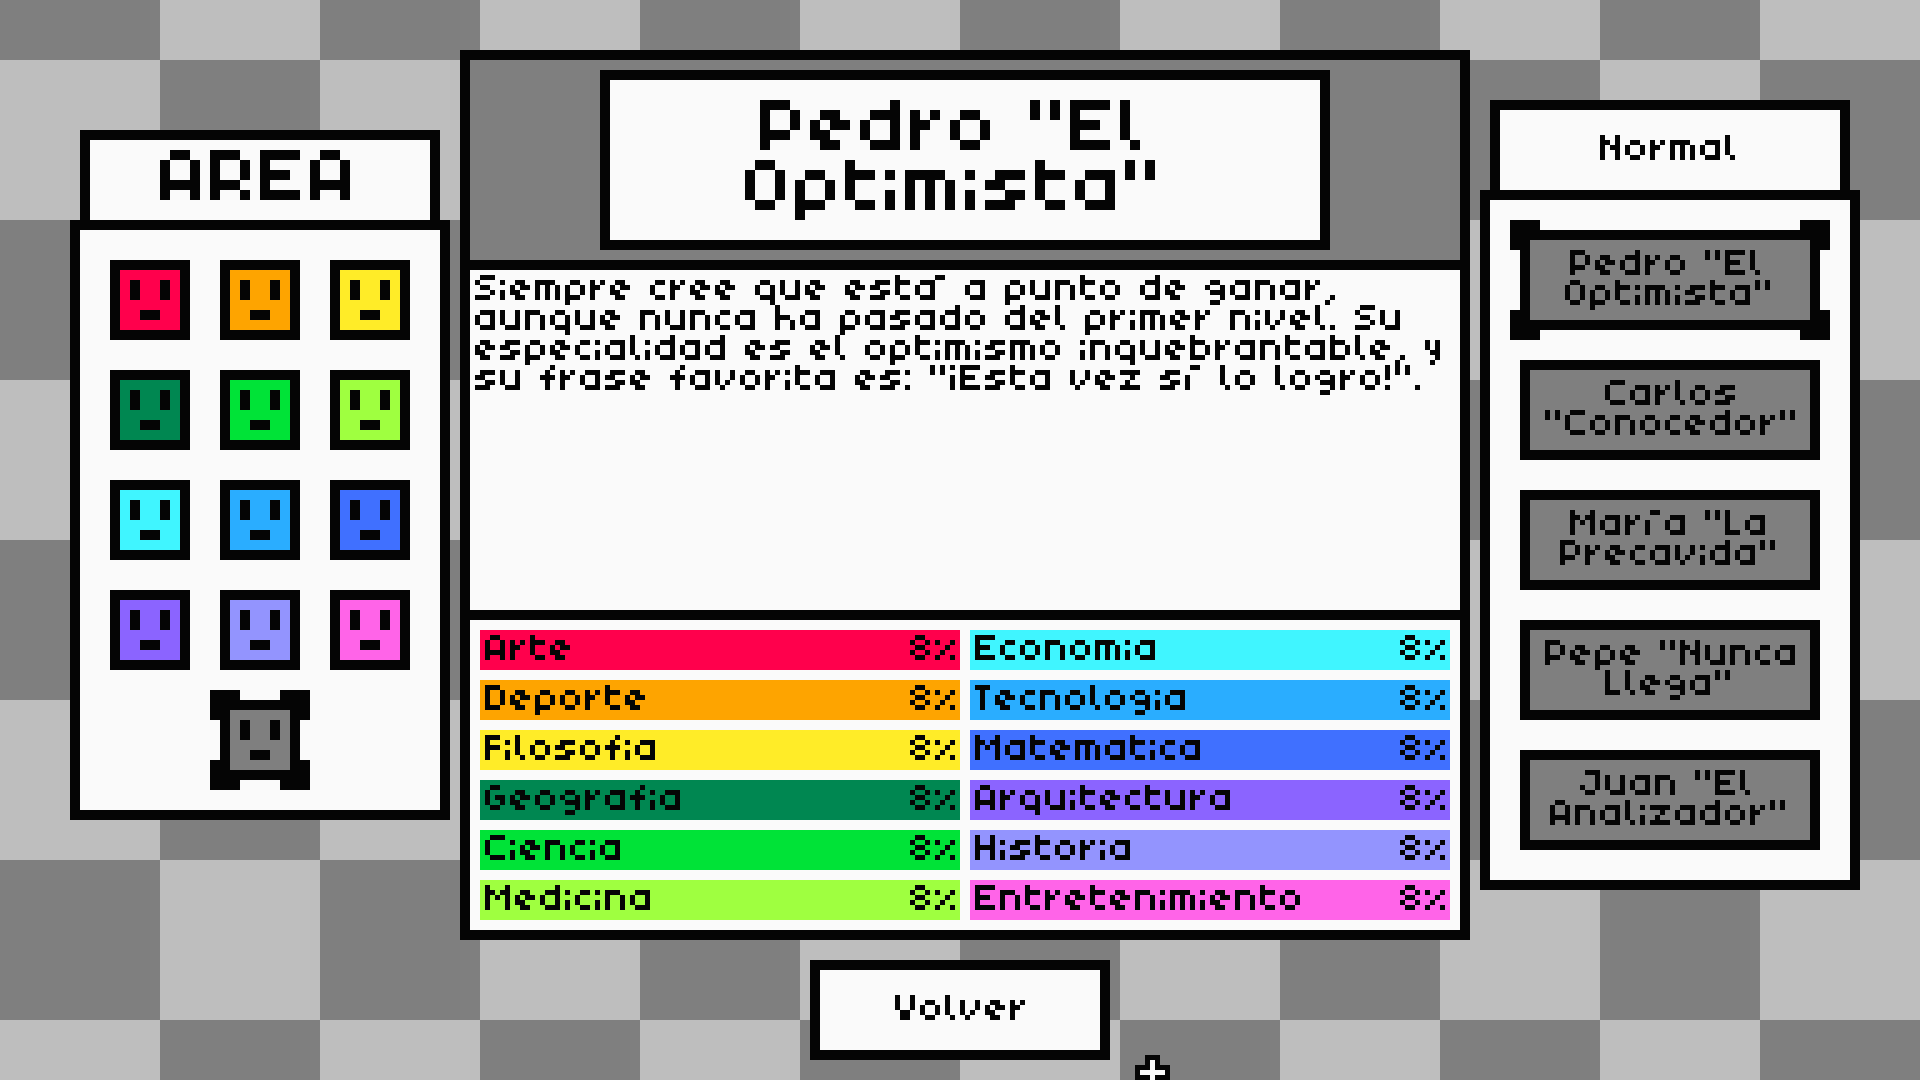 AREA
Pedro "El
Optimista"
Siempre cree que está a punto de ganar,
aunque nunca ha pasado del primer nivel. Su
especialidad es el optimismo inquebrantable, y
su frase favorita es: "¡Esta vez sí lo logro!".
Arte 8%
Economia 8%
Deporte 8%
Tecnologia 8%
Filosofia 8%
Matematica 8%
Geografia 8%
Arquitectura 8%
Ciencia 8%
Historia 8%
Medicina 8%
Entretenimiento 8%
Volver
Normal
Pedro "El
Optimista"
Carlos
"Conocedor"
María "La
Precavida"
Pepe "Nunca
Llega"
Juan "El
Analizador"